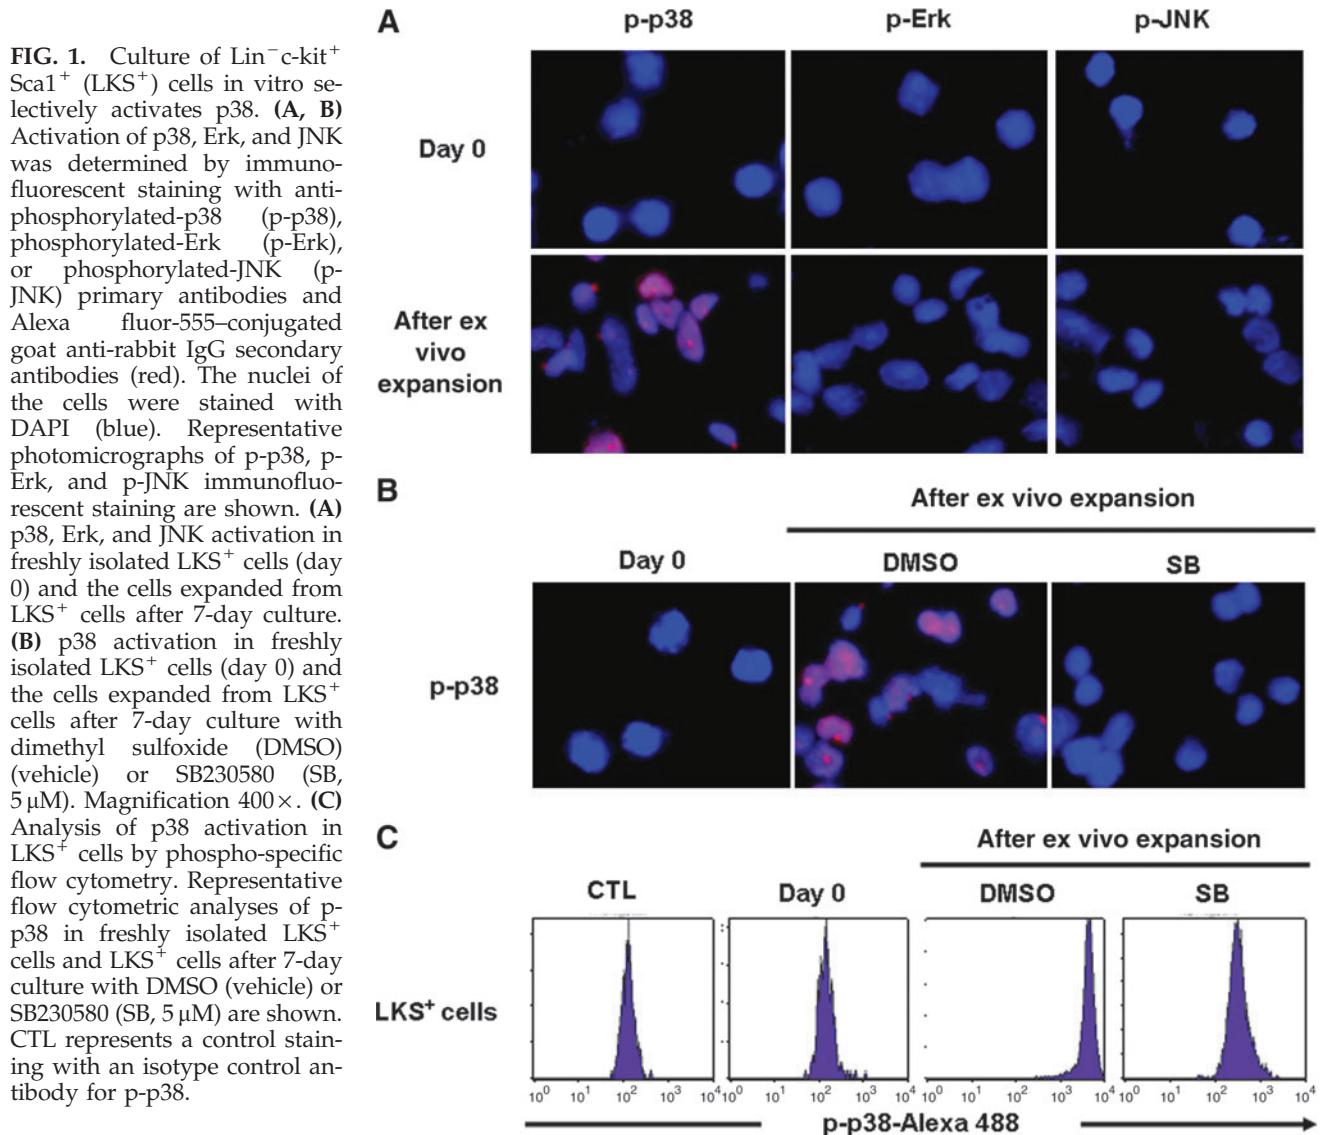 FIG. 1. Culture of Lin⁻c-kit⁺
Sca1⁺ (LKS⁺) cells in vitro se-
lectively activates p38. (A, B)
Activation of p38, Erk, and JNK
was determined by immuno-
fluorescent staining with anti-
phosphorylated-p38 (p-p38),
phosphorylated-Erk (p-Erk),
or phosphorylated-JNK (p-
JNK) primary antibodies and
Alexa fluor-555–conjugated
goat anti-rabbit IgG secondary
antibodies (red). The nuclei of
the cells were stained with
DAPI (blue). Representative
photomicrographs of p-p38, p-
Erk, and p-JNK immunofluo-
rescent staining are shown. (A)
p38, Erk, and JNK activation in
freshly isolated LKS⁺ cells (day
0) and the cells expanded from
LKS⁺ cells after 7-day culture.
(B) p38 activation in freshly
isolated LKS⁺ cells (day 0) and
the cells expanded from LKS⁺
cells after 7-day culture with
dimethyl sulfoxide (DMSO)
(vehicle) or SB230580 (SB,
5 μM). Magnification 400×. (C)
Analysis of p38 activation in
LKS⁺ cells by phospho-specific
flow cytometry. Representative
flow cytometric analyses of p-
p38 in freshly isolated LKS⁺
cells and LKS⁺ cells after 7-day
culture with DMSO (vehicle) or
SB230580 (SB, 5 μM) are shown.
CTL represents a control stain-
ing with an isotype control an-
tibody for p-p38.
A
p-p38 p-Erk p-JNK
Day 0
After ex
vivo
expansion
B
After ex vivo expansion
Day 0 DMSO SB
p-p38
C
After ex vivo expansion
CTL Day 0 DMSO SB
LKS⁺ cells
10⁰ 10¹ 10² 10³ 10⁴ 10⁰ 10¹ 10² 10³ 10⁴ 10⁰ 10¹ 10² 10³ 10⁴ 10⁰ 10¹ 10² 10³ 10⁴
p-p38-Alexa 488